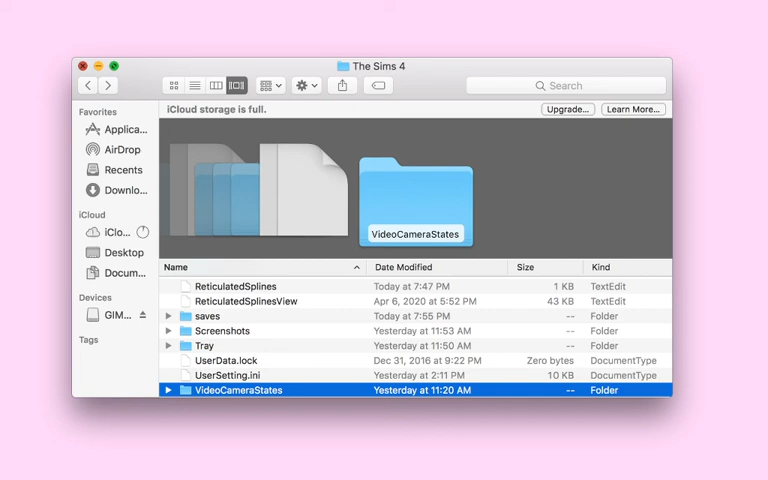 The Sims 4
Search
iCloud storage is full.
Upgrade...
Learn More...
Favorites
Applica...
AirDrop
Recents
Downlo...
iCloud
iClo...
Desktop
Docum...
Devices
GIM...
Tags
VideoCameraStates
Name Date Modified Size Kind
ReticulatedSplines Today at 7:47 PM 1 KB TextEdit
ReticulatedSplinesView Apr 6, 2020 at 5:52 PM 43 KB TextEdit
saves Today at 7:55 PM -- Folder
Screenshots Yesterday at 11:53 AM -- Folder
Tray Yesterday at 11:50 AM -- Folder
UserData.lock Dec 31, 2016 at 9:22 PM Zero bytes DocumentType
UserSetting.ini Yesterday at 2:11 PM 10 KB DocumentType
VideoCameraStates Yesterday at 11:20 AM -- Folder